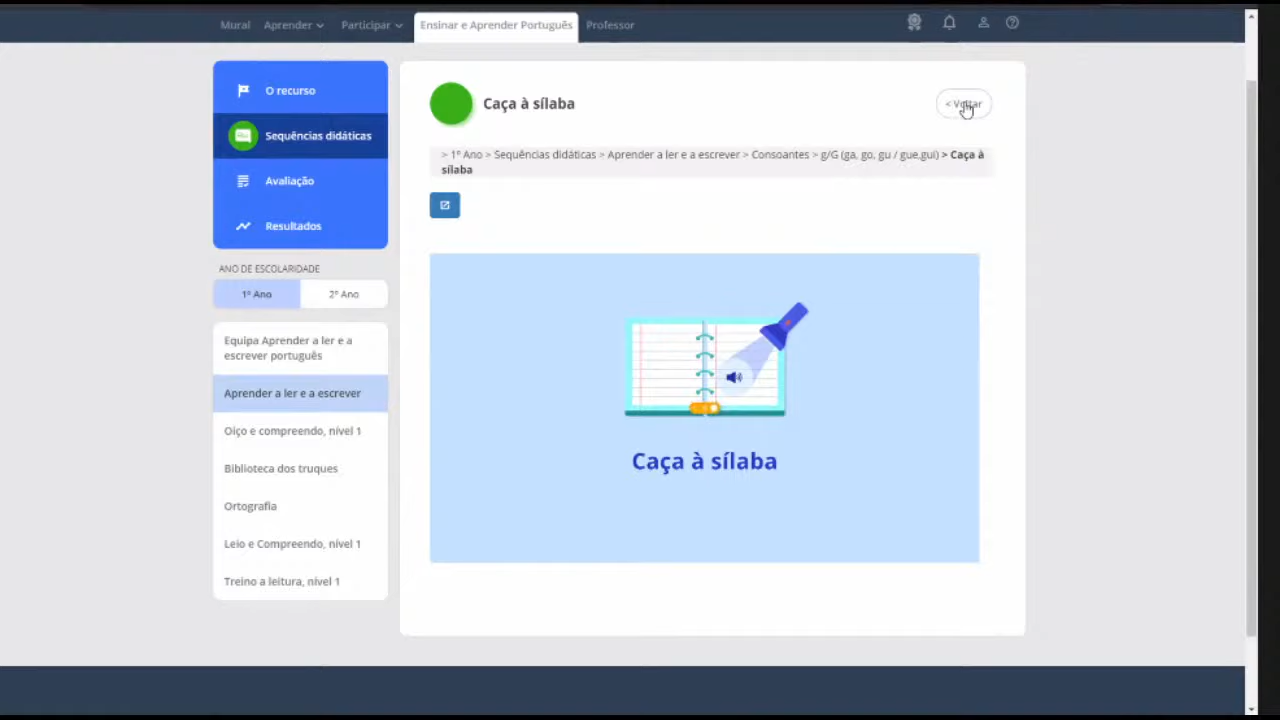 Mural Aprender Participar Ensinar e Aprender Português Professor
O recurso
Sequências didáticas
Avaliação
Resultados
ANO DE ESCOLARIDADE
1º Ano 2º Ano
Equipa Aprender a ler e a
escrever português
Aprender a ler e a escrever
Oiço e compreendo, nível 1
Biblioteca dos truques
Ortografia
Leio e Compreendo, nível 1
Treino a leitura, nível 1
Caça à sílaba
< Voltar
> 1º Ano > Sequências didáticas > Aprender a ler e a escrever > Consoantes > g/G (ga, go, gu / gue,gui) > Caça à
sílaba
Caça à sílaba